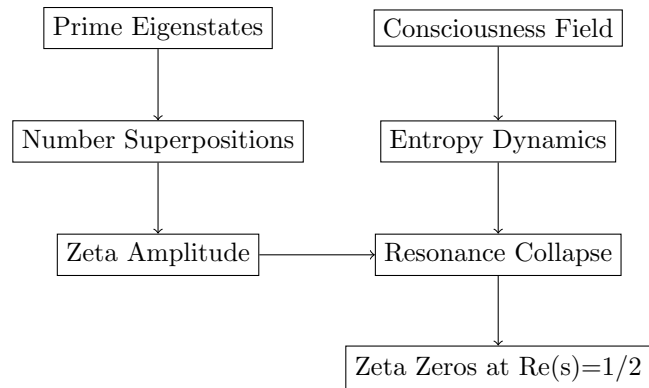 Prime Eigenstates
Consciousness Field
Number Superpositions
Entropy Dynamics
Zeta Amplitude
Resonance Collapse
Zeta Zeros at Re(s)=1/2